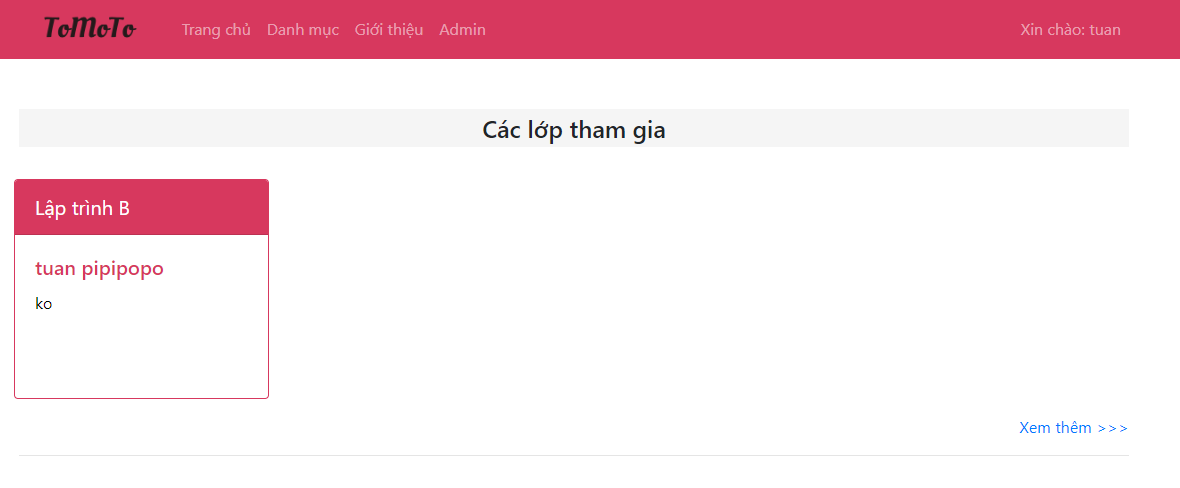 ToMoTo Trang chủ Danh mục Giới thiệu Admin Xin chào: tuan
Các lớp tham gia
Lập trình B
tuan pipipopo
ko
Xem thêm >>>